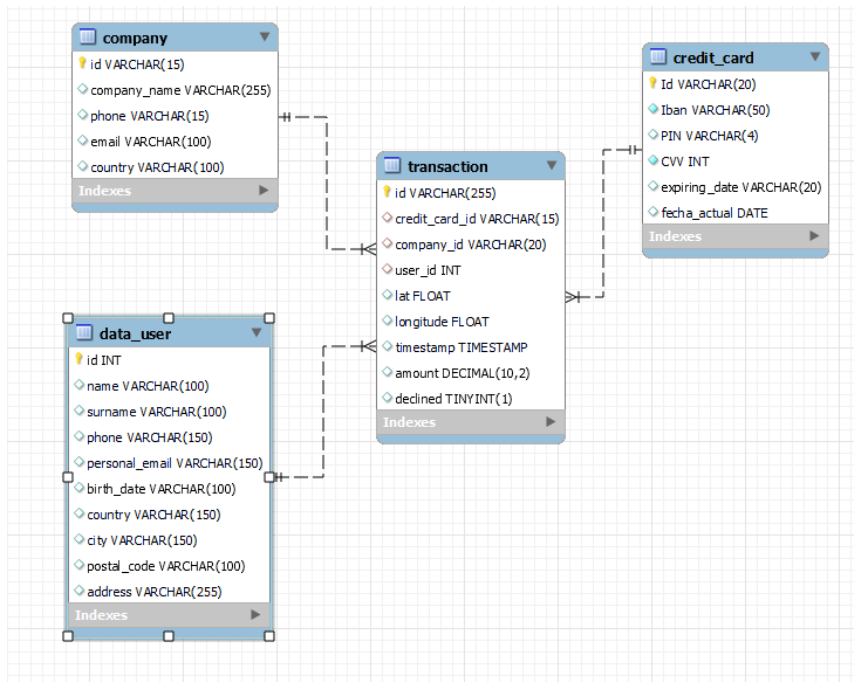 company
id VARCHAR(15)
company_name VARCHAR(255)
phone VARCHAR(15)
email VARCHAR(100)
country VARCHAR(100)
Indexes
credit_card
Id VARCHAR(20)
Iban VARCHAR(50)
PIN VARCHAR(4)
CVV INT
expiring_date VARCHAR(20)
fecha_actual DATE
Indexes
transaction
id VARCHAR(255)
credit_card_id VARCHAR(15)
company_id VARCHAR(20)
user_id INT
lat FLOAT
longitude FLOAT
timestamp TIMESTAMP
amount DECIMAL(10,2)
declined TINYINT(1)
Indexes
data_user
id INT
name VARCHAR(100)
surname VARCHAR(100)
phone VARCHAR(150)
personal_email VARCHAR(150)
birth_date VARCHAR(100)
country VARCHAR(150)
city VARCHAR(150)
postal_code VARCHAR(100)
address VARCHAR(255)
Indexes